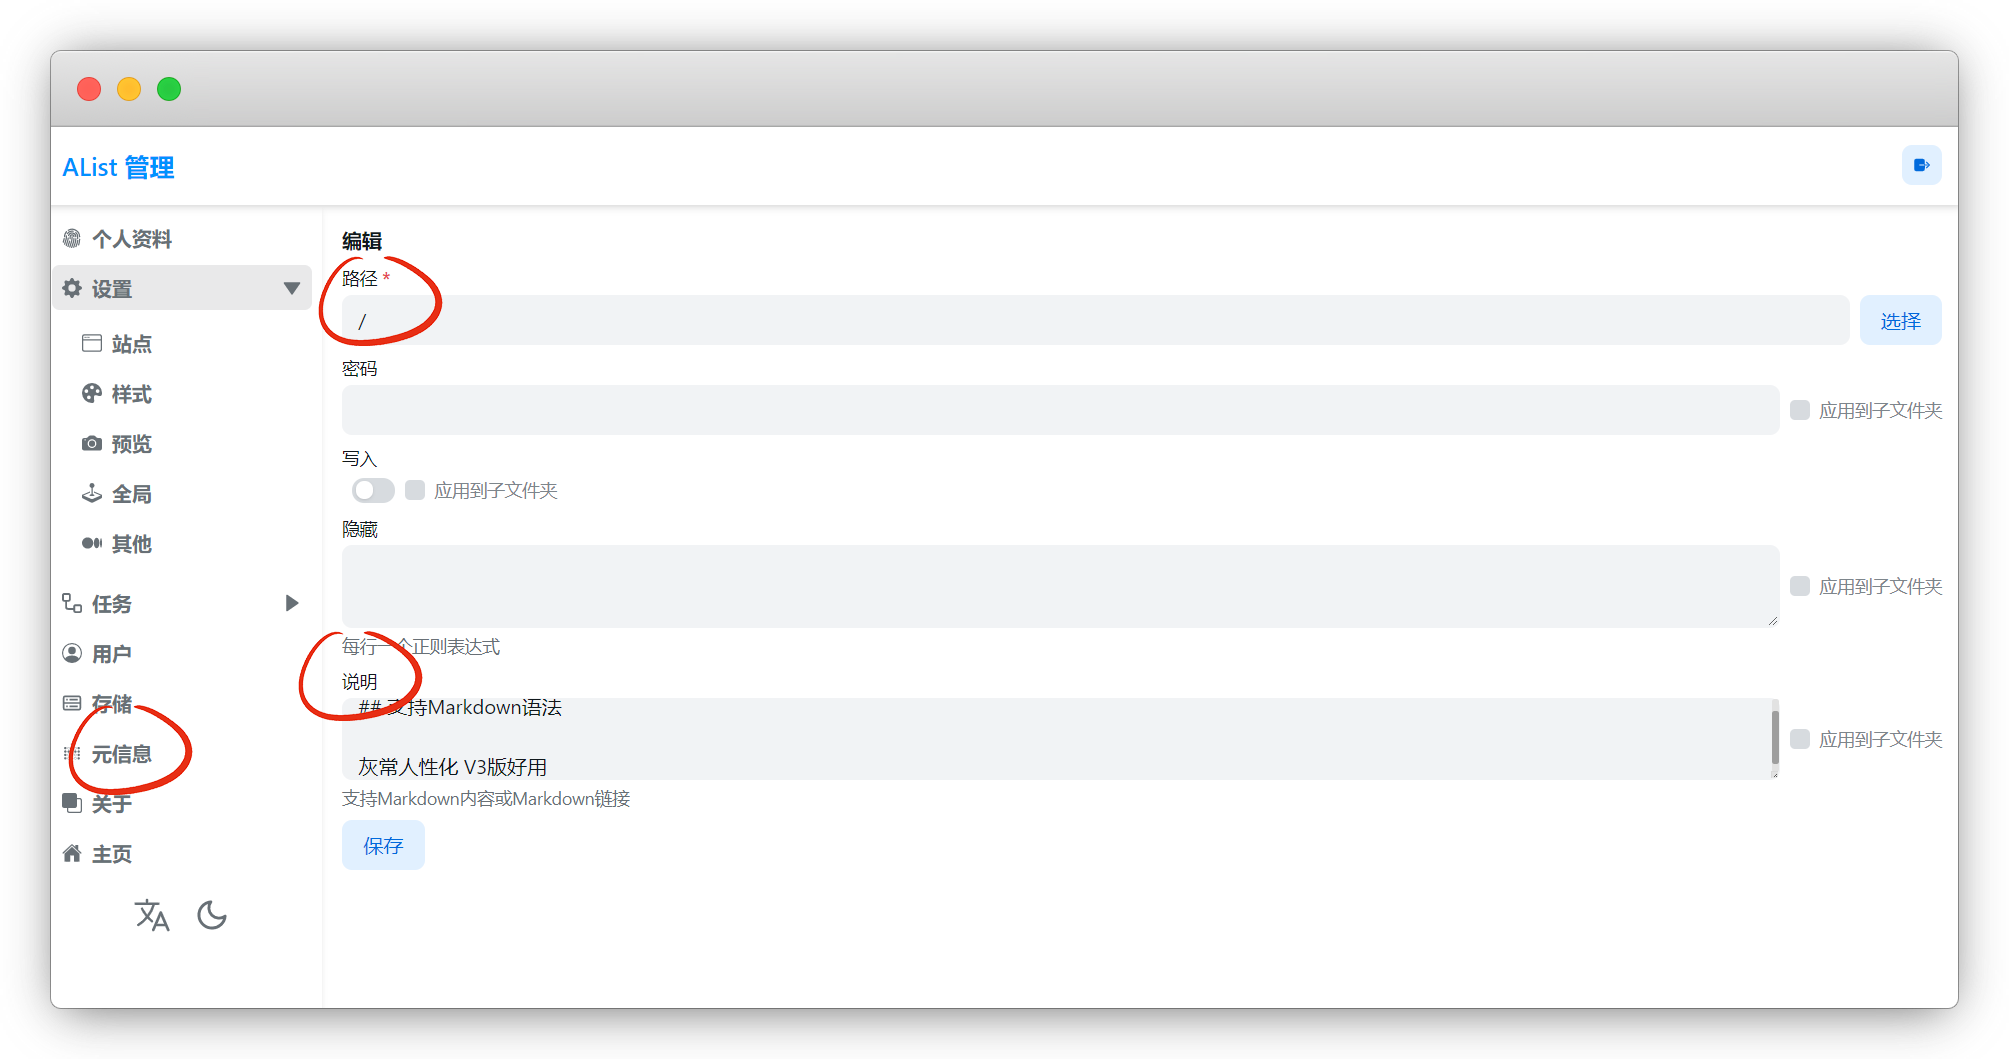 AList 管理
个人资料
设置
站点
样式
预览
全局
其他
任务
用户
存储
元信息
关于
主页
编辑
路径 *
/
选择
密码
应用到子文件夹
写入
应用到子文件夹
隐藏
应用到子文件夹
每行一个正则表达式
说明
## 支持Markdown语法
灰常人性化 V3版好用
应用到子文件夹
支持Markdown内容或Markdown链接
保存